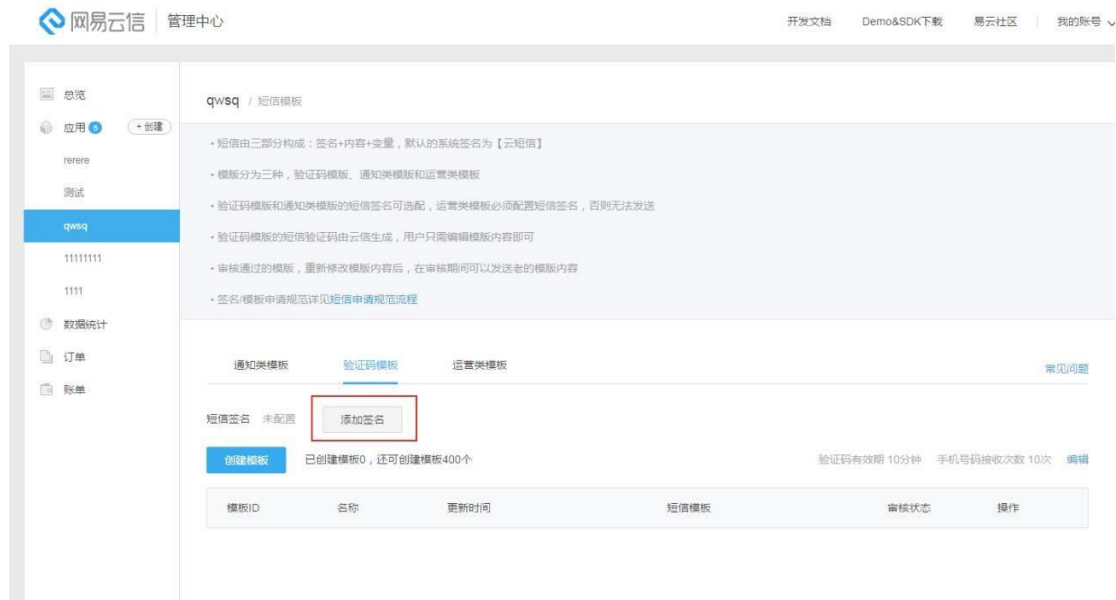 网易云信 管理中心 开发文档 Demo&SDK下载 易云社区 我的账号
总览
应用 5 +创建
rerere
测试
qwsq
11111111
1111
数据统计
订单
账单
qwsq / 短信模板
• 短信由三部分构成：签名+内容+变量，默认的系统签名为【云短信】
• 模版分为三种，验证码模版、通知类模版和运营类模板
• 验证码模版和通知类模版的短信签名可选配，运营类模板必须配置短信签名，否则无法发送
• 验证码模版的短信验证码由云信生成，用户只需编辑模版内容即可
• 审核通过的模版，重新修改模版内容后，在审核期间可以发送老的模版内容
• 签名/模板申请规范详见短信申请规范流程
通知类模板 验证码模板 运营类模板 常见问题
短信签名 未配置 添加签名
创建模板 已创建模板0，还可创建模板400个 验证码有效期 10分钟 手机号码接收次数 10次 编辑
模板ID 名称 更新时间 短信模板 审核状态 操作